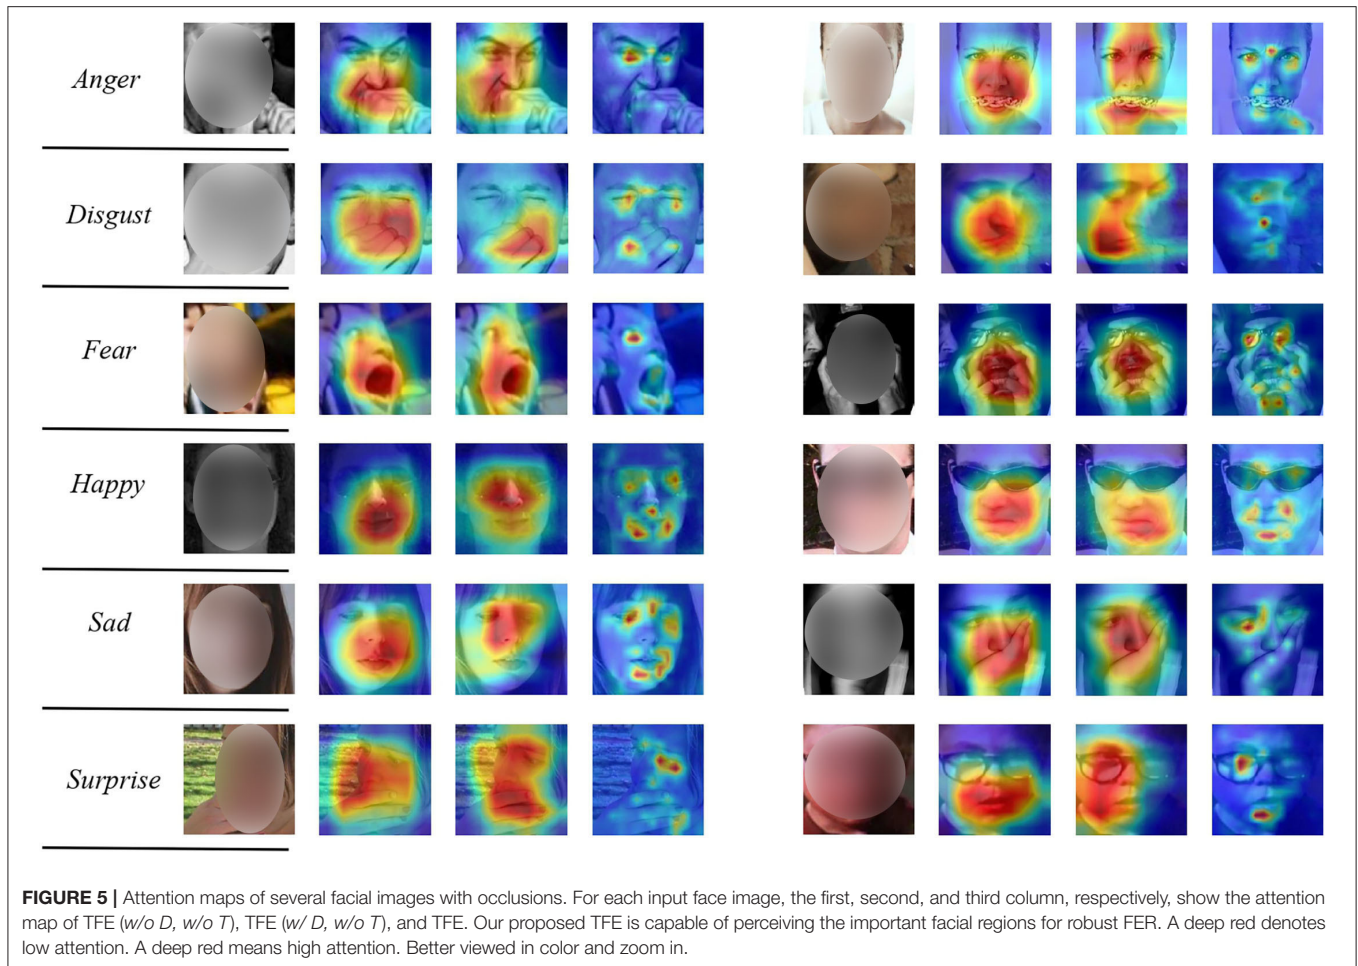 Anger
Disgust
Fear
Happy
Sad
Surprise
FIGURE 5 | Attention maps of several facial images with occlusions. For each input face image, the first, second, and third column, respectively, show the attention
map of TFE (w/o D, w/o T), TFE (w/ D, w/o T), and TFE. Our proposed TFE is capable of perceiving the important facial regions for robust FER. A deep red denotes
low attention. A deep red means high attention. Better viewed in color and zoom in.